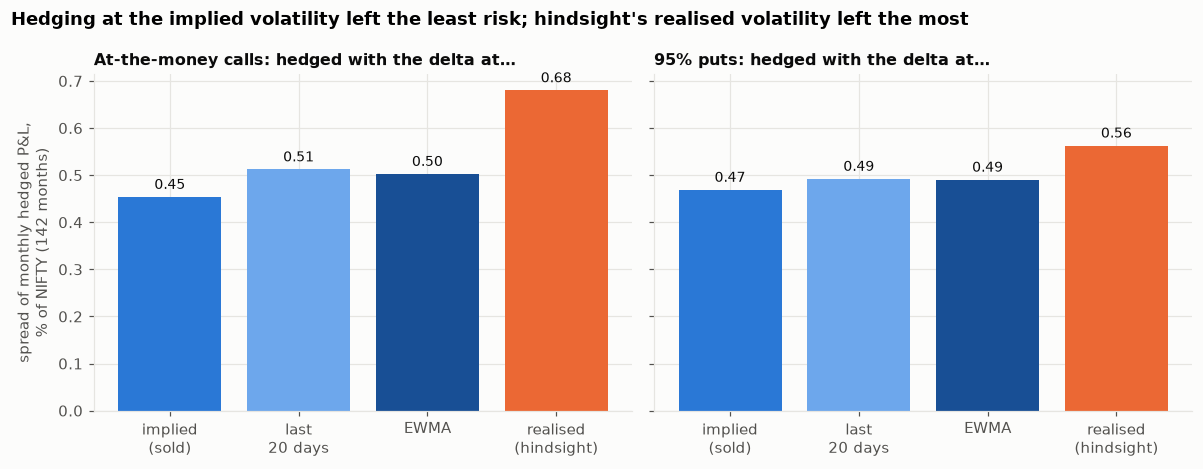 Hedging at the implied volatility left the least risk; hindsight's realised volatility left the most
At-the-money calls: hedged with the delta at...
spread of monthly hedged P&L,
% of NIFTY (142 months)
0.7
0.6
0.5
0.4
0.3
0.2
0.1
0.0
0.45
0.51
0.50
0.68
implied
(sold)
last
20 days
EWMA
realised
(hindsight)
95% puts: hedged with the delta at...
0.47
0.49
0.49
0.56
implied
(sold)
last
20 days
EWMA
realised
(hindsight)